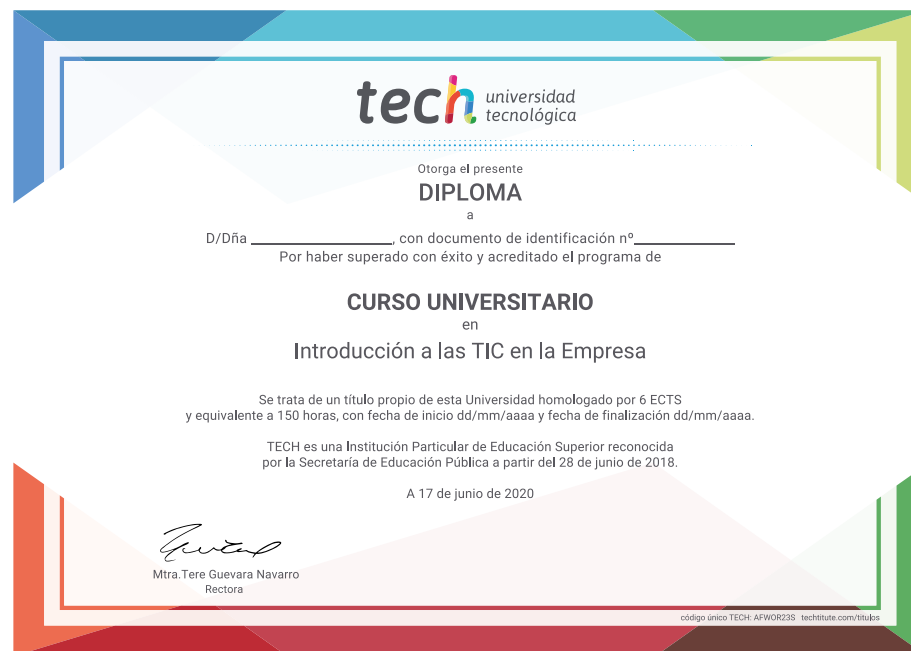 tech universidad
tecnológica
Otorga el presente
DIPLOMA
a
D/Dña ____________________, con documento de identificación nº______________
Por haber superado con éxito y acreditado el programa de
CURSO UNIVERSITARIO
en
Introducción a las TIC en la Empresa
Se trata de un título propio de esta Universidad homologado por 6 ECTS
y equivalente a 150 horas, con fecha de inicio dd/mm/aaaa y fecha de finalización dd/mm/aaaa.
TECH es una Institución Particular de Educación Superior reconocida
por la Secretaría de Educación Pública a partir del 28 de junio de 2018.
A 17 de junio de 2020
Mtra.Tere Guevara Navarro
Rectora
código único TECH: AFWOR23S techtitute.com/titulos